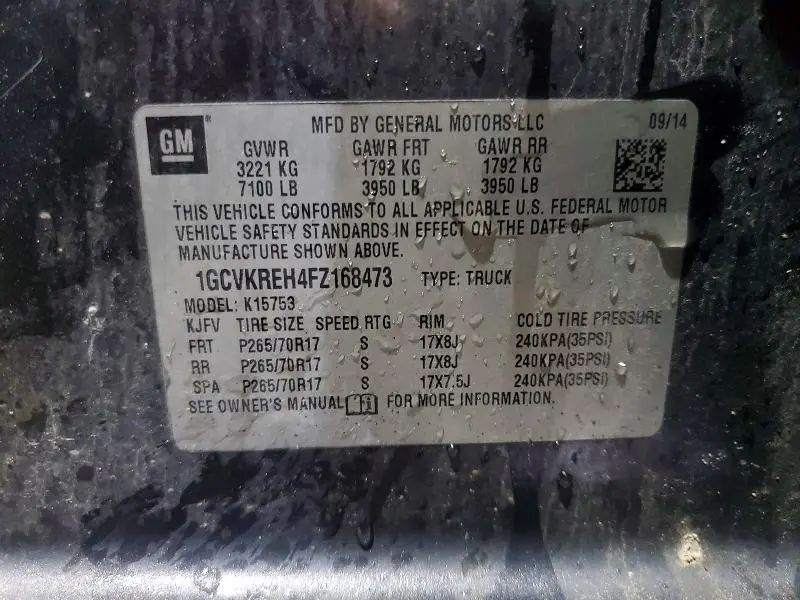 GM ® MFD BY GENERAL MOTORS LLC 09/14
GVWR GAWR FRT GAWR RR
3221 KG 1792 KG 1792 KG
7100 LB 3950 LB 3950 LB
THIS VEHICLE CONFORMS TO ALL APPLICABLE U.S. FEDERAL MOTOR
VEHICLE SAFETY STANDARDS IN EFFECT ON THE DATE OF
MANUFACTURE SHOWN ABOVE.
1GCVKREH4FZ168473 TYPE: TRUCK
MODEL: K15753
KJFV TIRE SIZE SPEED RTG RIM COLD TIRE PRESSURE
FRT P265/70R17 S 17X8J 240KPA(35PSI)
RR P265/70R17 S 17X8J 240KPA(35PSI)
SPA P265/70R17 S 17X7.5J 240KPA(35PSI)
SEE OWNER'S MANUAL FOR MORE INFORMATION.